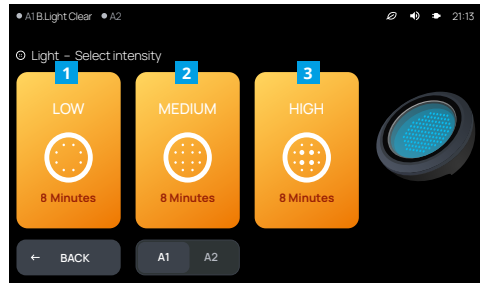 A1 B.Light Clear A2 21:13
Light – Select intensity
1 2 3
LOW MEDIUM HIGH
8 Minutes 8 Minutes 8 Minutes
← BACK A1 A2